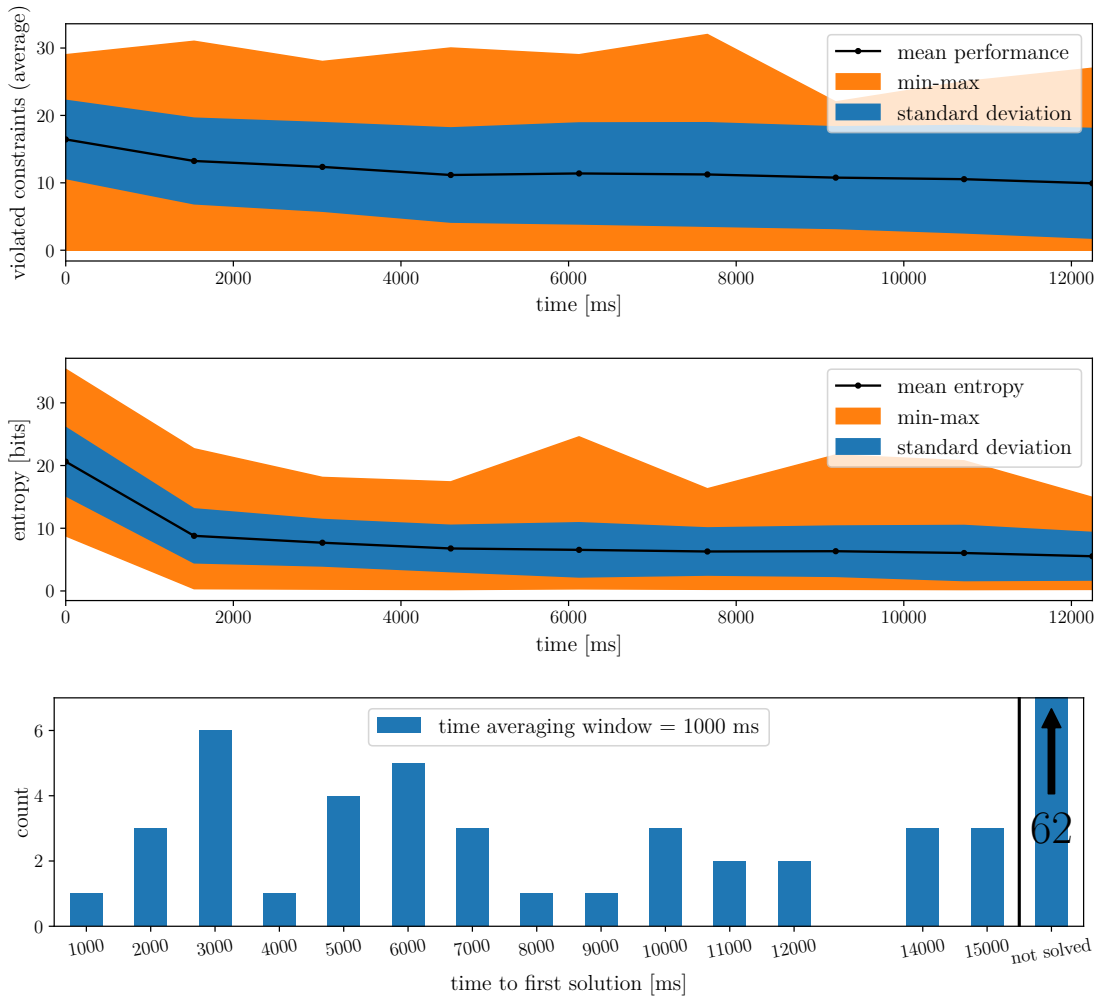 violated constraints (average)
30
20
10
0
mean performance
min-max
standard deviation
0 2000 4000 6000 8000 10000 12000
time [ms]
entropy [bits]
30
20
10
0
mean entropy
min-max
standard deviation
0 2000 4000 6000 8000 10000 12000
time [ms]
count
6
4
2
0
time averaging window = 1000 ms
62
1000 2000 3000 4000 5000 6000 7000 8000 9000 10000 11000 12000 14000 15000 not solved
time to first solution [ms]